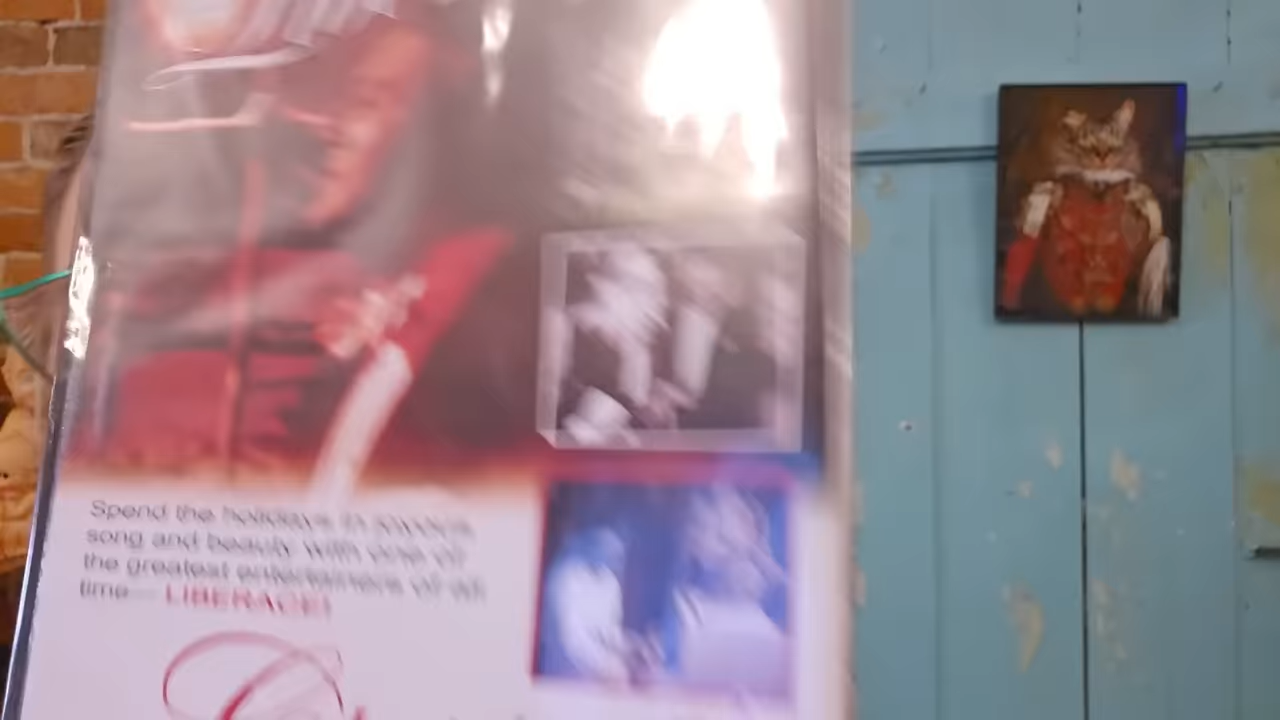 Spend the holidays in
song and beauty with one of
the greatest entertainers of all
time— LIBERACE!